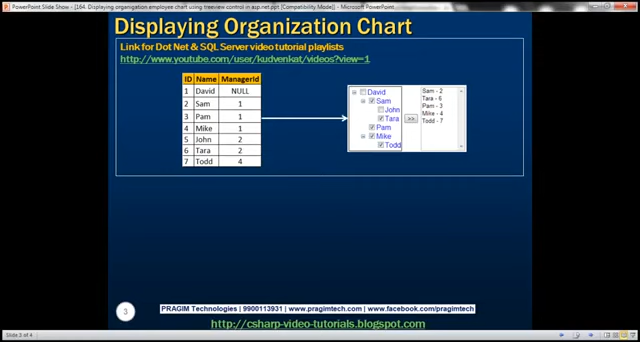 PowerPoint Slide Show - [164. Displaying organigation employee chart using treeview control in asp.net.ppt [Compatibility Mode]] - Microsoft PowerPoint
Displaying Organization Chart
Link for Dot Net & SQL Server video tutorial playlists
http://www.youtube.com/user/kudvenkat/videos?view=1
ID Name ManagerId
1 David NULL
2 Sam 1
3 Pam 1
4 Mike 1
5 John 2
6 Tara 2
7 Todd 4
David
Sam
John
Tara
Pam
Mike
Todd
>>
Sam - 2
Tara - 6
Pam - 3
Mike - 4
Todd - 7
3
PRAGIM Technologies | 9900113931 | www.pragimtech.com | www.facebook.com/pragimtech
http://csharp-video-tutorials.blogspot.com
Slide 3 of 4